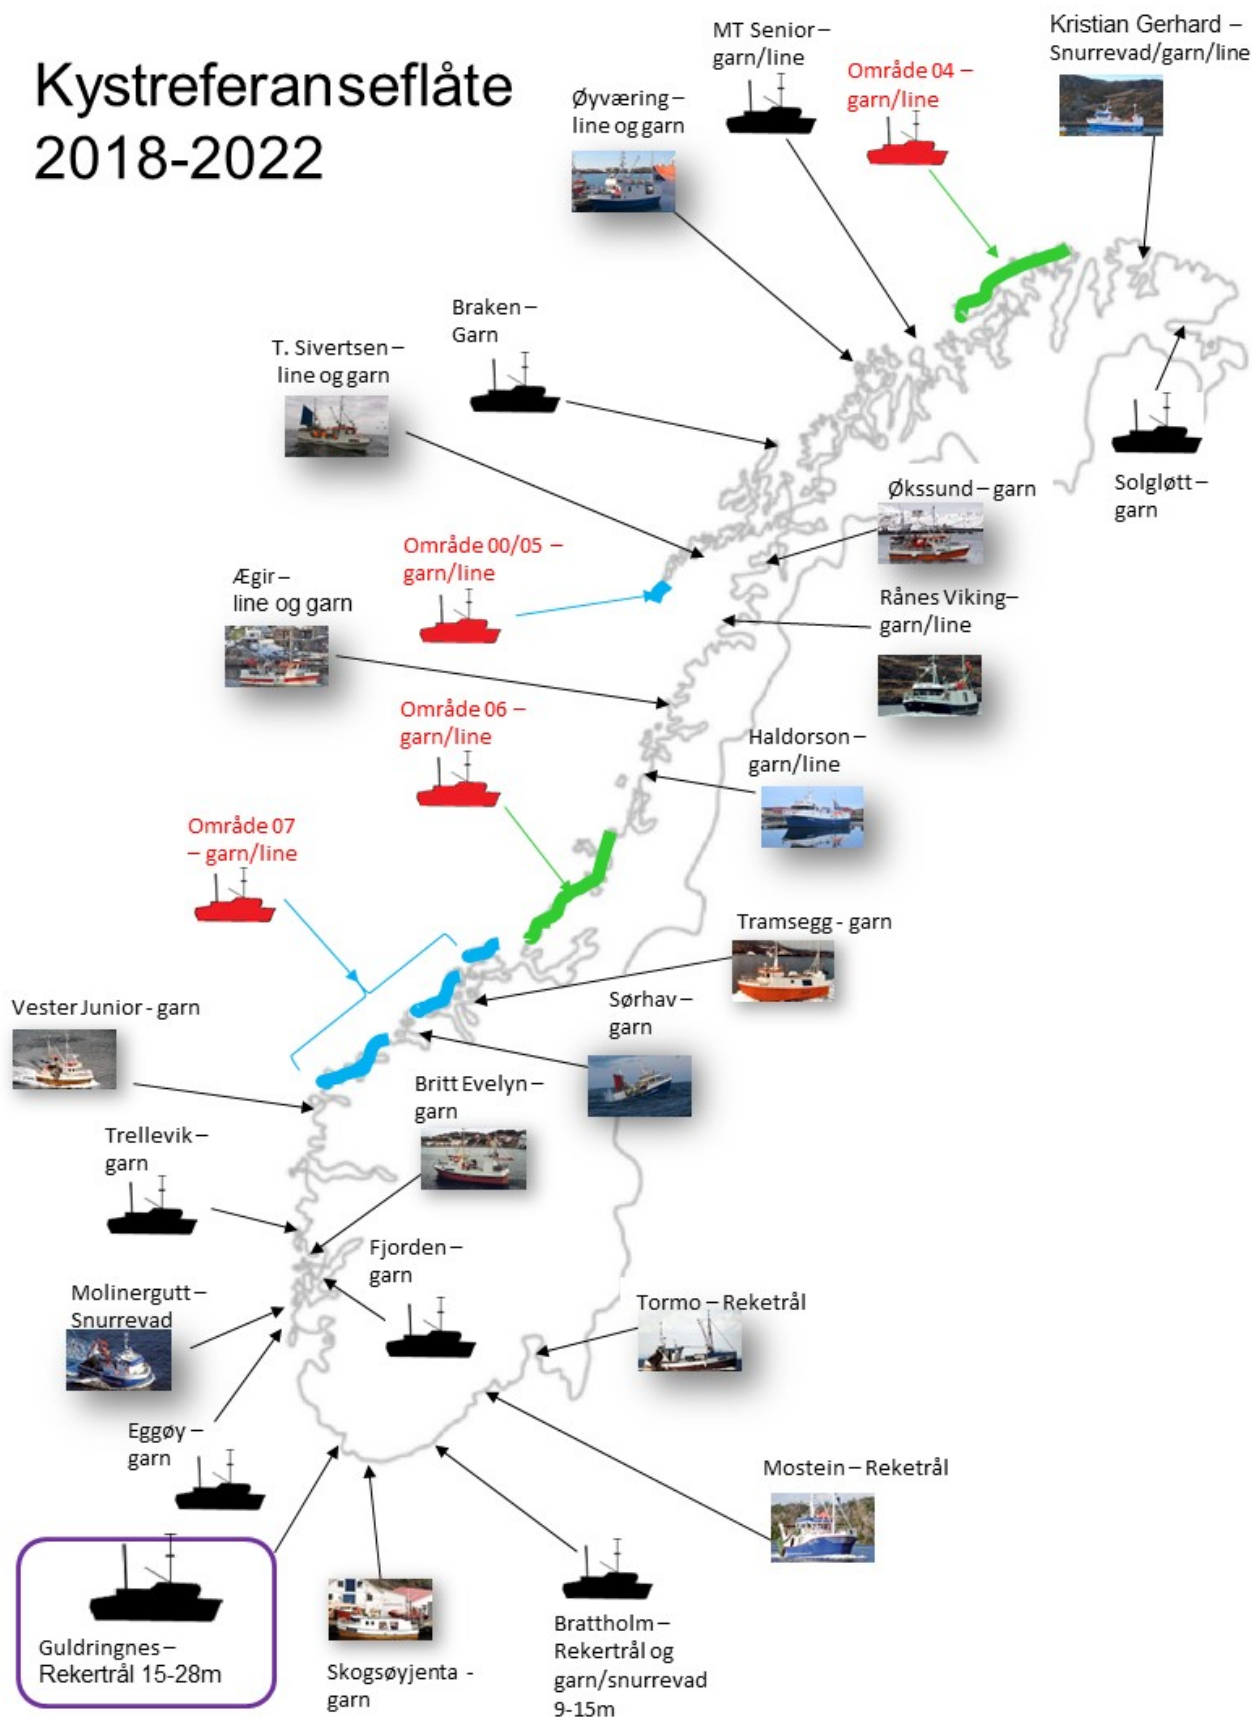 Kystreferanseflåte
2018-2022
MT Senior –
garn/line
Kristian Gerhard –
Snurrevad/garn/line
Område 04 –
garn/line
Øyværing –
line og garn
Braken –
Garn
T. Sivertsen –
line og garn
Solgløtt –
garn
Økssund – garn
Område 00/05 –
garn/line
Ægir –
line og garn
Rånes Viking–
garn/line
Område 06 –
garn/line
Haldorson –
garn/line
Område 07
– garn/line
Tramsegg - garn
Sørhav –
garn
Vester Junior - garn
Britt Evelyn –
garn
Trellevik –
garn
Fjorden –
garn
Molinergutt –
Snurrevad
Tormo – Reketrål
Eggøy –
garn
Mostein – Reketrål
Guldringnes –
Rekertrål 15-28m
Skogsøyjenta -
garn
Brattholm –
Rekertrål og
garn/snurrevad
9-15m